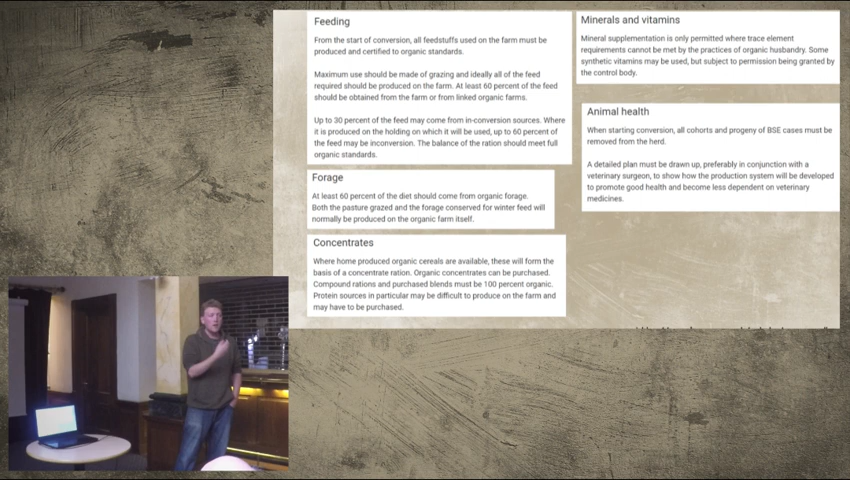 Feeding
From the start of conversion, all feedstuffs used on the farm must be
produced and certified to organic standards.
Maximum use should be made of grazing and ideally all of the feed
required should be produced on the farm. At least 60 percent of the feed
should be obtained from the farm or from linked organic farms.
Up to 30 percent of the feed may come from in-conversion sources. Where
it is produced on the holding on which it will be used, up to 60 percent of
the feed may be inconversion. The balance of the ration should meet full
organic standards.
Forage
At least 60 percent of the diet should come from organic forage.
Both the pasture grazed and the forage conserved for winter feed will
normally be produced on the organic farm itself.
Concentrates
Where home produced organic cereals are available, these will form the
basis of a concentrate ration. Organic concentrates can be purchased.
Compound rations and purchased blends must be 100 percent organic.
Protein sources in particular may be difficult to produce on the farm and
may have to be purchased.
Minerals and vitamins
Mineral supplementation is only permitted where trace element
requirements cannot be met by the practices of organic husbandry. Some
synthetic vitamins may be used, but subject to permission being granted by
the control body.
Animal health
When starting conversion, all cohorts and progeny of BSE cases must be
removed from the herd.
A detailed plan must be drawn up, preferably in conjunction with a
veterinary surgeon, to show how the production system will be developed
to promote good health and become less dependent on veterinary
medicines.